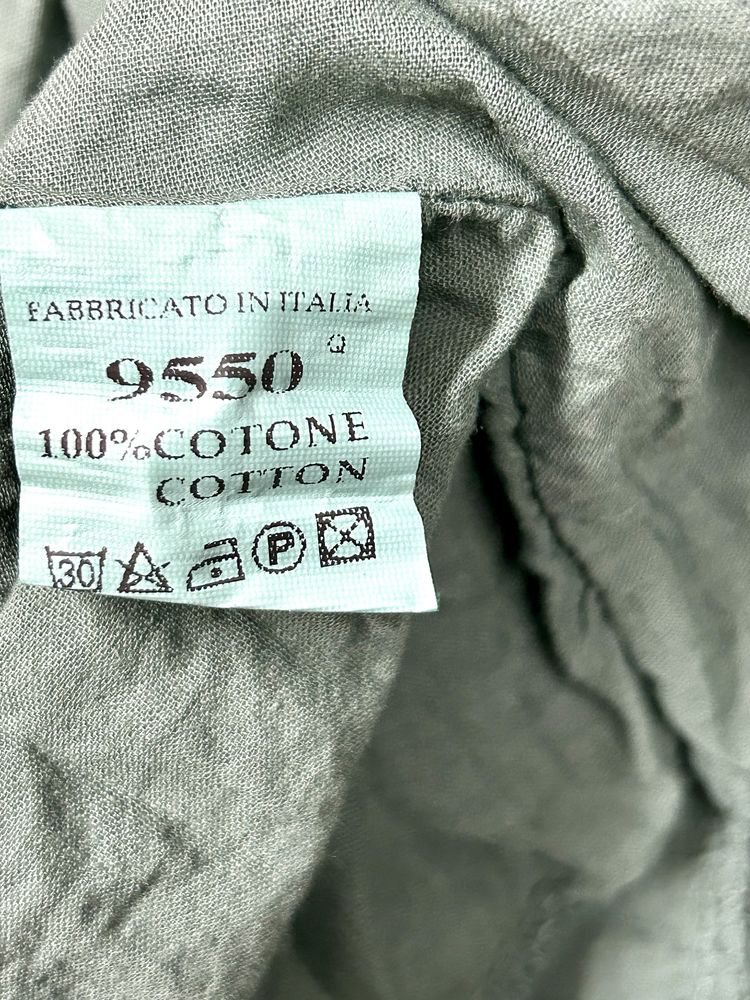 FABBRICATO IN ITALIA
Q
9550
100% COTONE
COTTON
30 P